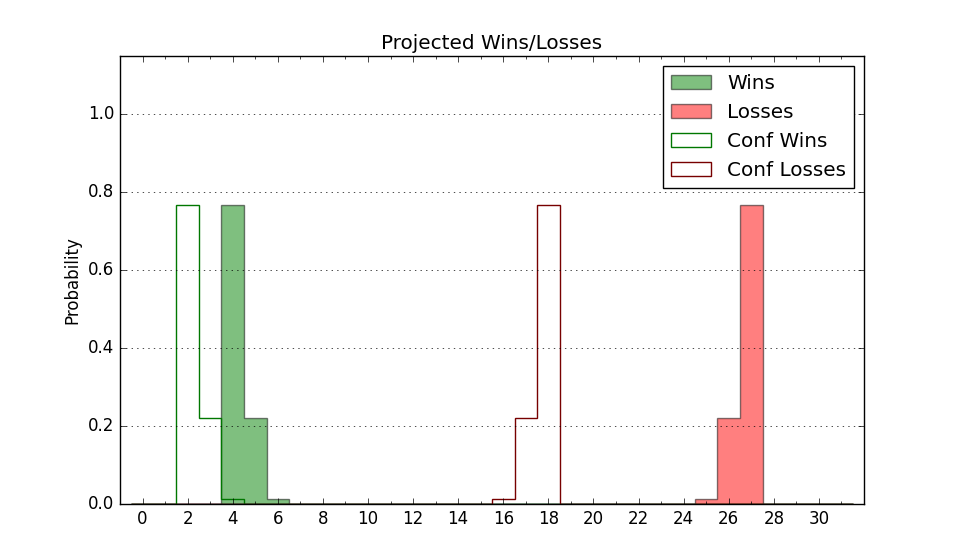 Projected Wins/Losses
Wins
Losses
Conf Wins
Conf Losses
Probability
1.0
0.8
0.6
0.4
0.2
0.0
0 2 4 6 8 10 12 14 16 18 20 22 24 26 28 30